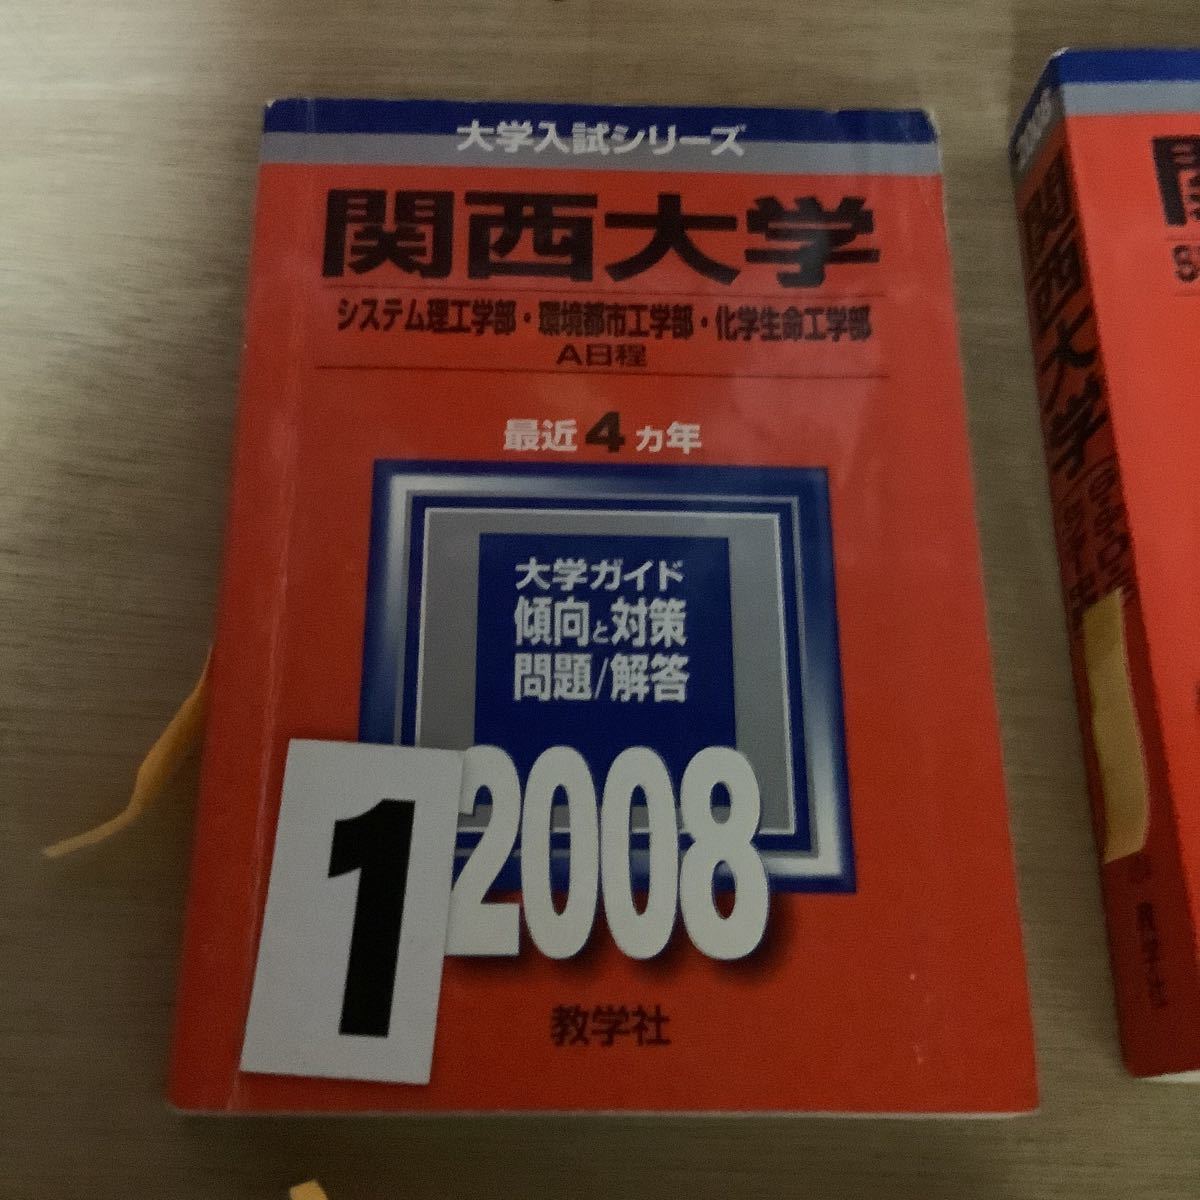 大学入試シリーズ
関西大学
システム理工学部・環境都市工学部・化学生命工学部
A日程
最近4ヵ年
大学ガイド
傾向と対策
問題/解答
2008
1
教学社
2008
関西大学
関
S